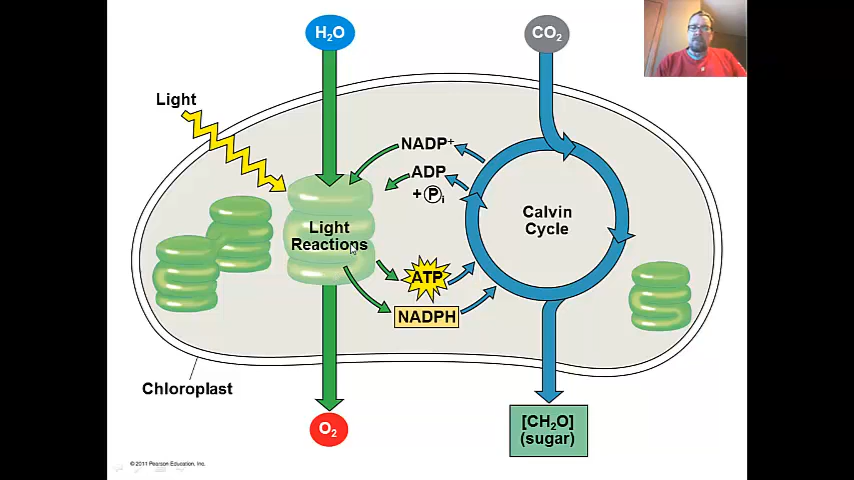 H₂O
CO₂
Light
NADP⁺
ADP
+ Pᵢ
Light
Reactions
Calvin
Cycle
ATP
NADPH
Chloroplast
O₂
[CH₂O]
(sugar)
©2011 Pearson Education, Inc.